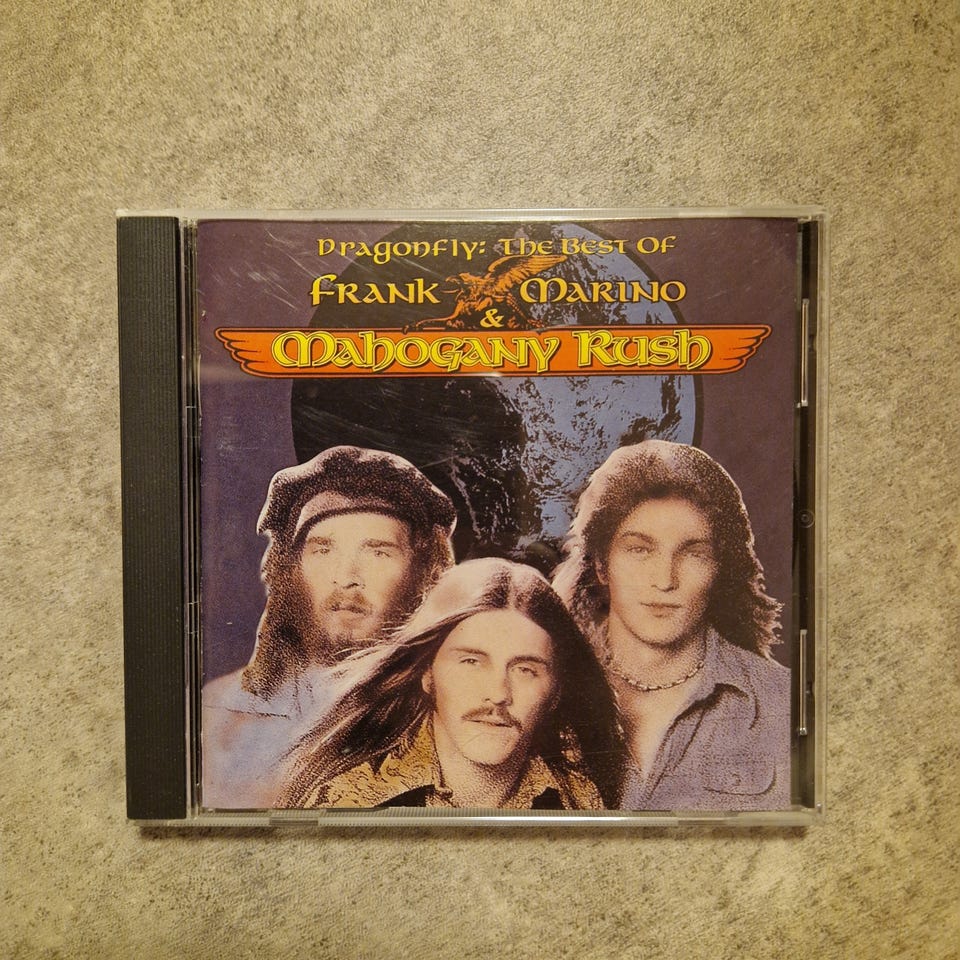 Dragonfly: The Best Of
Frank Marino
&
Mahogany Rush